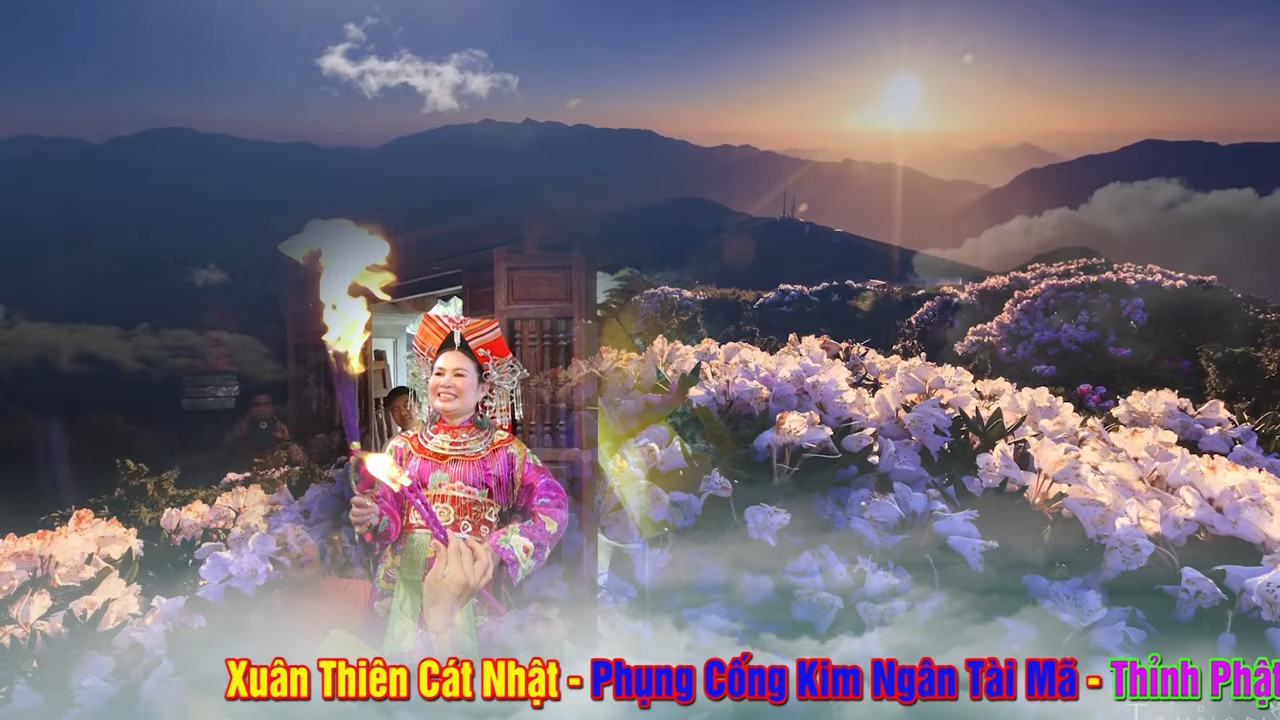 Xuân Thiên Cát Nhật - Phụng Cống Kim Ngân Tài Mã - Thỉnh Phật